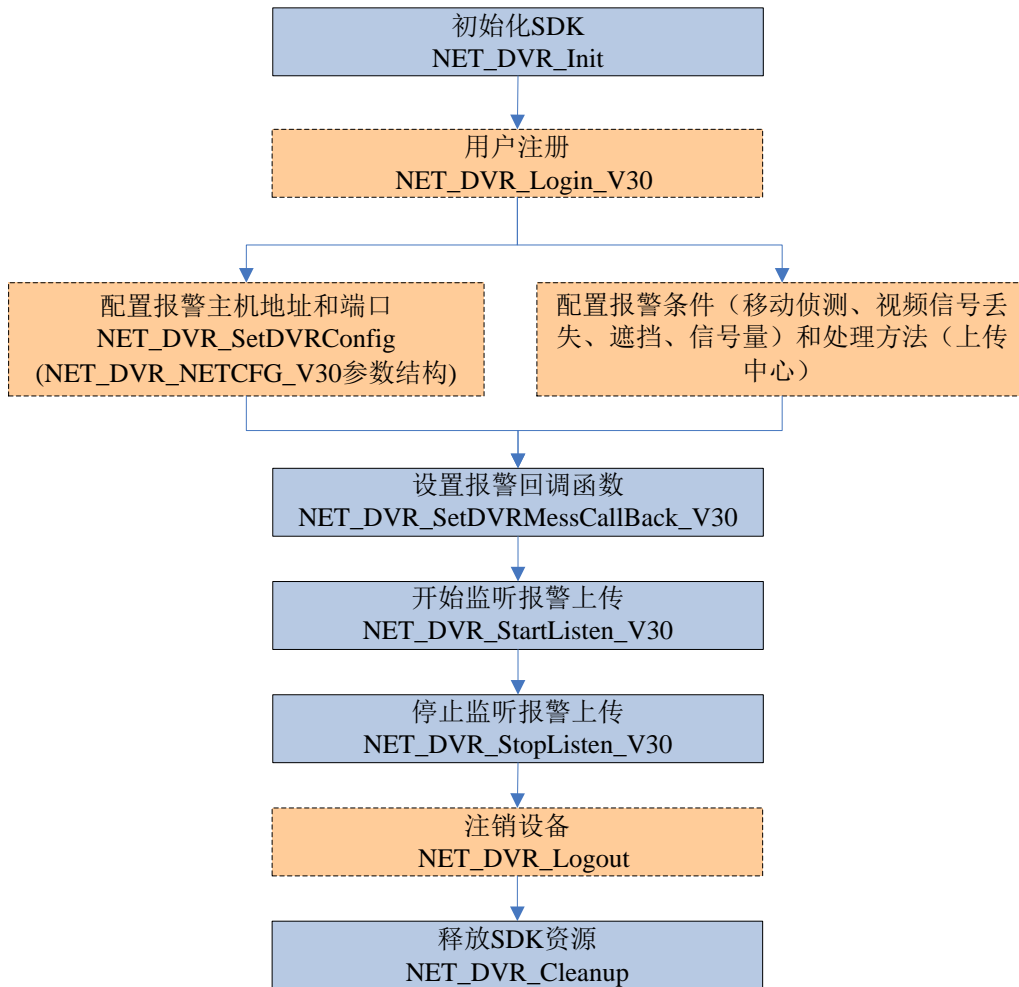 初始化SDK
NET_DVR_Init
用户注册
NET_DVR_Login_V30
配置报警主机地址和端口
NET_DVR_SetDVRConfig
(NET_DVR_NETCFG_V30参数结构)
配置报警条件（移动侦测、视频信号丢
失、遮挡、信号量）和处理方法（上传
中心）
设置报警回调函数
NET_DVR_SetDVRMessCallBack_V30
开始监听报警上传
NET_DVR_StartListen_V30
停止监听报警上传
NET_DVR_StopListen_V30
注销设备
NET_DVR_Logout
释放SDK资源
NET_DVR_Cleanup